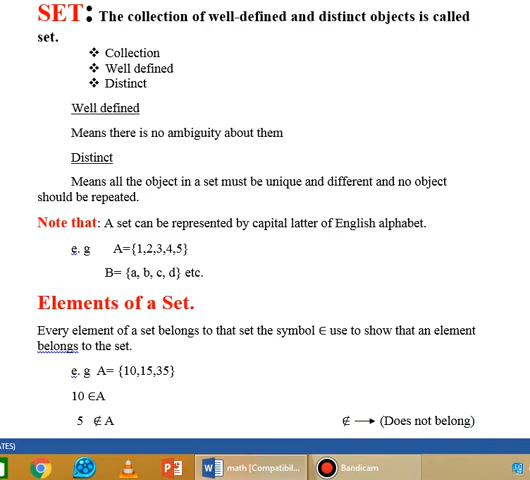 SET: The collection of well-defined and distinct objects is called
set.
❖ Collection
❖ Well defined
❖ Distinct
Well defined
Means there is no ambiguity about them
Distinct
Means all the object in a set must be unique and different and no object
should be repeated.
Note that: A set can be represented by capital latter of English alphabet.
e. g A={1,2,3,4,5}
B= {a, b, c, d} etc.
Elements of a Set.
Every element of a set belongs to that set the symbol ∈ use to show that an element
belongs to the set.
e. g A= {10,15,35}
10 ∈A
5 ∉ A ∉ → (Does not belong)
ATES)
math [Compatibil... Bandicam